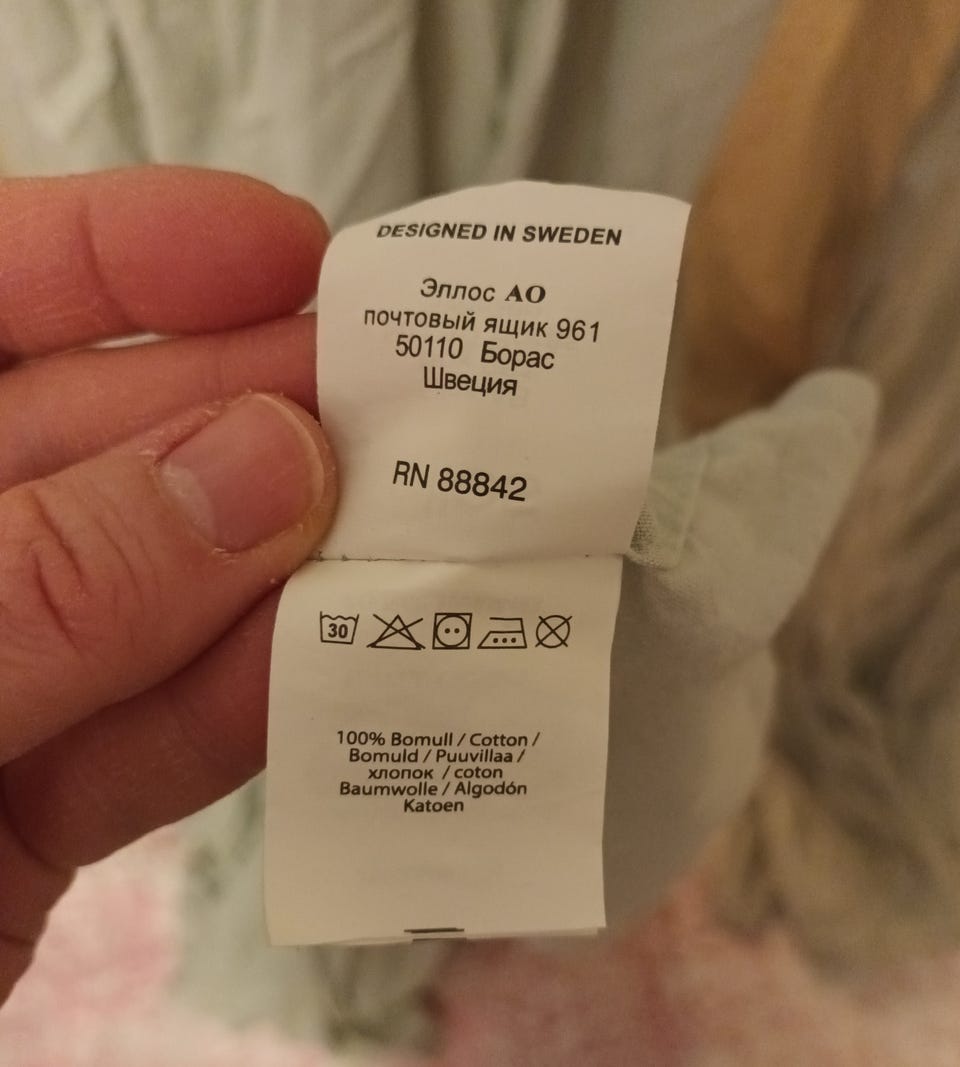 DESIGNED IN SWEDEN
Эллос АО
почтовый ящик 961
50110 Борас
Швеция
RN 88842
30
100% Bomull / Cotton /
Bomuld / Puuvillaa /
хлопок / coton
Baumwolle / Algodón
Katoen